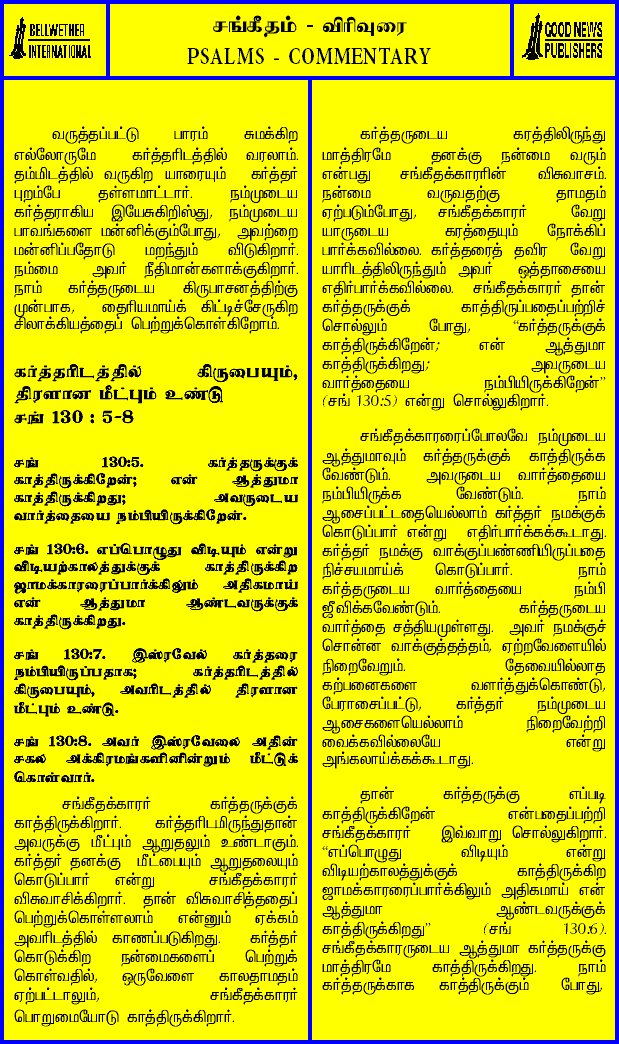 BELLWETHER
INTERNATIONAL
சங்கீதம் - விரிவுரை
PSALMS - COMMENTARY
GOOD NEWS
PUBLISHERS
வருத்தப்பட்டு பாரம் சுமக்கிற
எல்லோருமே கர்த்தரிடத்தில் வரலாம்.
தம்மிடத்தில் வருகிற யாரையும் கர்த்தர்
புறம்பே தள்ளமாட்டார். நம்முடைய
கர்த்தராகிய இயேசுகிறிஸ்து, நம்முடைய
பாவங்களை மன்னிக்கும்போது, அவற்றை
மன்னிப்பதோடு மறந்தும் விடுகிறார்.
நம்மை அவர் நீதிமான்களாக்குகிறார்.
நாம் கர்த்தருடைய கிருபாசனத்திற்கு
முன்பாக, தைரியமாய்க் கிட்டிச்சேருகிற
சிலாக்கியத்தைப் பெற்றுக்கொள்கிறோம்.
கர்த்தரிடத்தில் கிருபையும்,
திரளான மீட்பும் உண்டு
சங் 130 : 5-8
சங் 130:5. கர்த்தருக்குக்
காத்திருக்கிறேன்; என் ஆத்துமா
காத்திருக்கிறது; அவருடைய
வார்த்தையை நம்பியிருக்கிறேன்.
சங் 130:6. எப்பொழுது விடியும் என்று
விடியற்காலத்துக்குக் காத்திருக்கிற
ஜாமக்காரரைப்பார்க்கிலும் அதிகமாய்
என் ஆத்துமா ஆண்டவருக்குக்
காத்திருக்கிறது.
சங் 130:7. இஸ்ரவேல் கர்த்தரை
நம்பியிருப்பதாக; கர்த்தரிடத்தில்
கிருபையும், அவரிடத்தில் திரளான
மீட்பும் உண்டு.
சங் 130:8. அவர் இஸ்ரவேலை அதின்
சகல அக்கிரமங்களினின்றும் மீட்டுக்
கொள்வார்.
சங்கீதக்காரர் கர்த்தருக்குக்
காத்திருக்கிறார். கர்த்தரிடமிருந்துதான்
அவருக்கு மீட்பும் ஆறுதலும் உண்டாகும்.
கர்த்தர் தனக்கு மீட்பையும் ஆறுதலையும்
கொடுப்பார் என்று சங்கீதக்காரர்
விசுவாசிக்கிறார். தான் விசுவாசித்ததைப்
பெற்றுக்கொள்ளலாம் என்னும் ஏக்கம்
அவரிடத்தில் காணப்படுகிறது. கர்த்தர்
கொடுக்கிற நன்மைகளைப் பெற்றுக்
கொள்வதில், ஒருவேளை காலதாமதம்
ஏற்பட்டாலும், சங்கீதக்காரர்
பொறுமையோடு காத்திருக்கிறார்.
கர்த்தருடைய கரத்திலிருந்து
மாத்திரமே தனக்கு நன்மை வரும்
என்பது சங்கீதக்காரரின் விசுவாசம்.
நன்மை வருவதற்கு தாமதம்
ஏற்படும்போது, சங்கீதக்காரர் வேறு
யாருடைய கரத்தையும் நோக்கிப்
பார்க்கவில்லை. கர்த்தரைத் தவிர வேறு
யாரிடத்திலிருந்தும் அவர் ஒத்தாசையை
எதிர்பார்க்கவில்லை. சங்கீதக்காரர் தான்
கர்த்தருக்குக் காத்திருப்பதைப்பற்றிச்
சொல்லும் போது, “கர்த்தருக்குக்
காத்திருக்கிறேன்; என் ஆத்துமா
காத்திருக்கிறது; அவருடைய
வார்த்தையை நம்பியிருக்கிறேன்”
(சங் 130:5) என்று சொல்லுகிறார்.
சங்கீதக்காரரைப்போலவே நம்முடைய
ஆத்துமாவும் கர்த்தருக்குக் காத்திருக்க
வேண்டும். அவருடைய வார்த்தையை
நம்பியிருக்க வேண்டும். நாம்
ஆசைப்பட்டதையெல்லாம் கர்த்தர் நமக்குக்
கொடுப்பார் என்று எதிர்பார்க்கக்கூடாது.
கர்த்தர் நமக்கு வாக்குப்பண்ணியிருப்பதை
நிச்சயமாய்க் கொடுப்பார். நாம்
கர்த்தருடைய வார்த்தையை நம்பி
ஜீவிக்கவேண்டும். கர்த்தருடைய
வார்த்தை சத்தியமுள்ளது. அவர் நமக்குச்
சொன்ன வாக்குத்தத்தம், ஏற்றவேளையில்
நிறைவேறும். தேவையில்லாத
கற்பனைகளை வளர்த்துக்கொண்டு,
பேராசைப்பட்டு, கர்த்தர் நம்முடைய
ஆசைகளையெல்லாம் நிறைவேற்றி
வைக்கவில்லையே என்று
அங்கலாய்க்கக்கூடாது.
தான் கர்த்தருக்கு எப்படி
காத்திருக்கிறேன் என்பதைப்பற்றி
சங்கீதக்காரர் இவ்வாறு சொல்லுகிறார்.
“எப்பொழுது விடியும் என்று
விடியற்காலத்துக்குக் காத்திருக்கிற
ஜாமக்காரரைப்பார்க்கிலும் அதிகமாய் என்
ஆத்துமா ஆண்டவருக்குக்
காத்திருக்கிறது” (சங் 130:6).
சங்கீதக்காரருடைய ஆத்துமா கர்த்தருக்கு
மாத்திரமே காத்திருக்கிறது. நாம்
கர்த்தருக்காக காத்திருக்கும் போது,